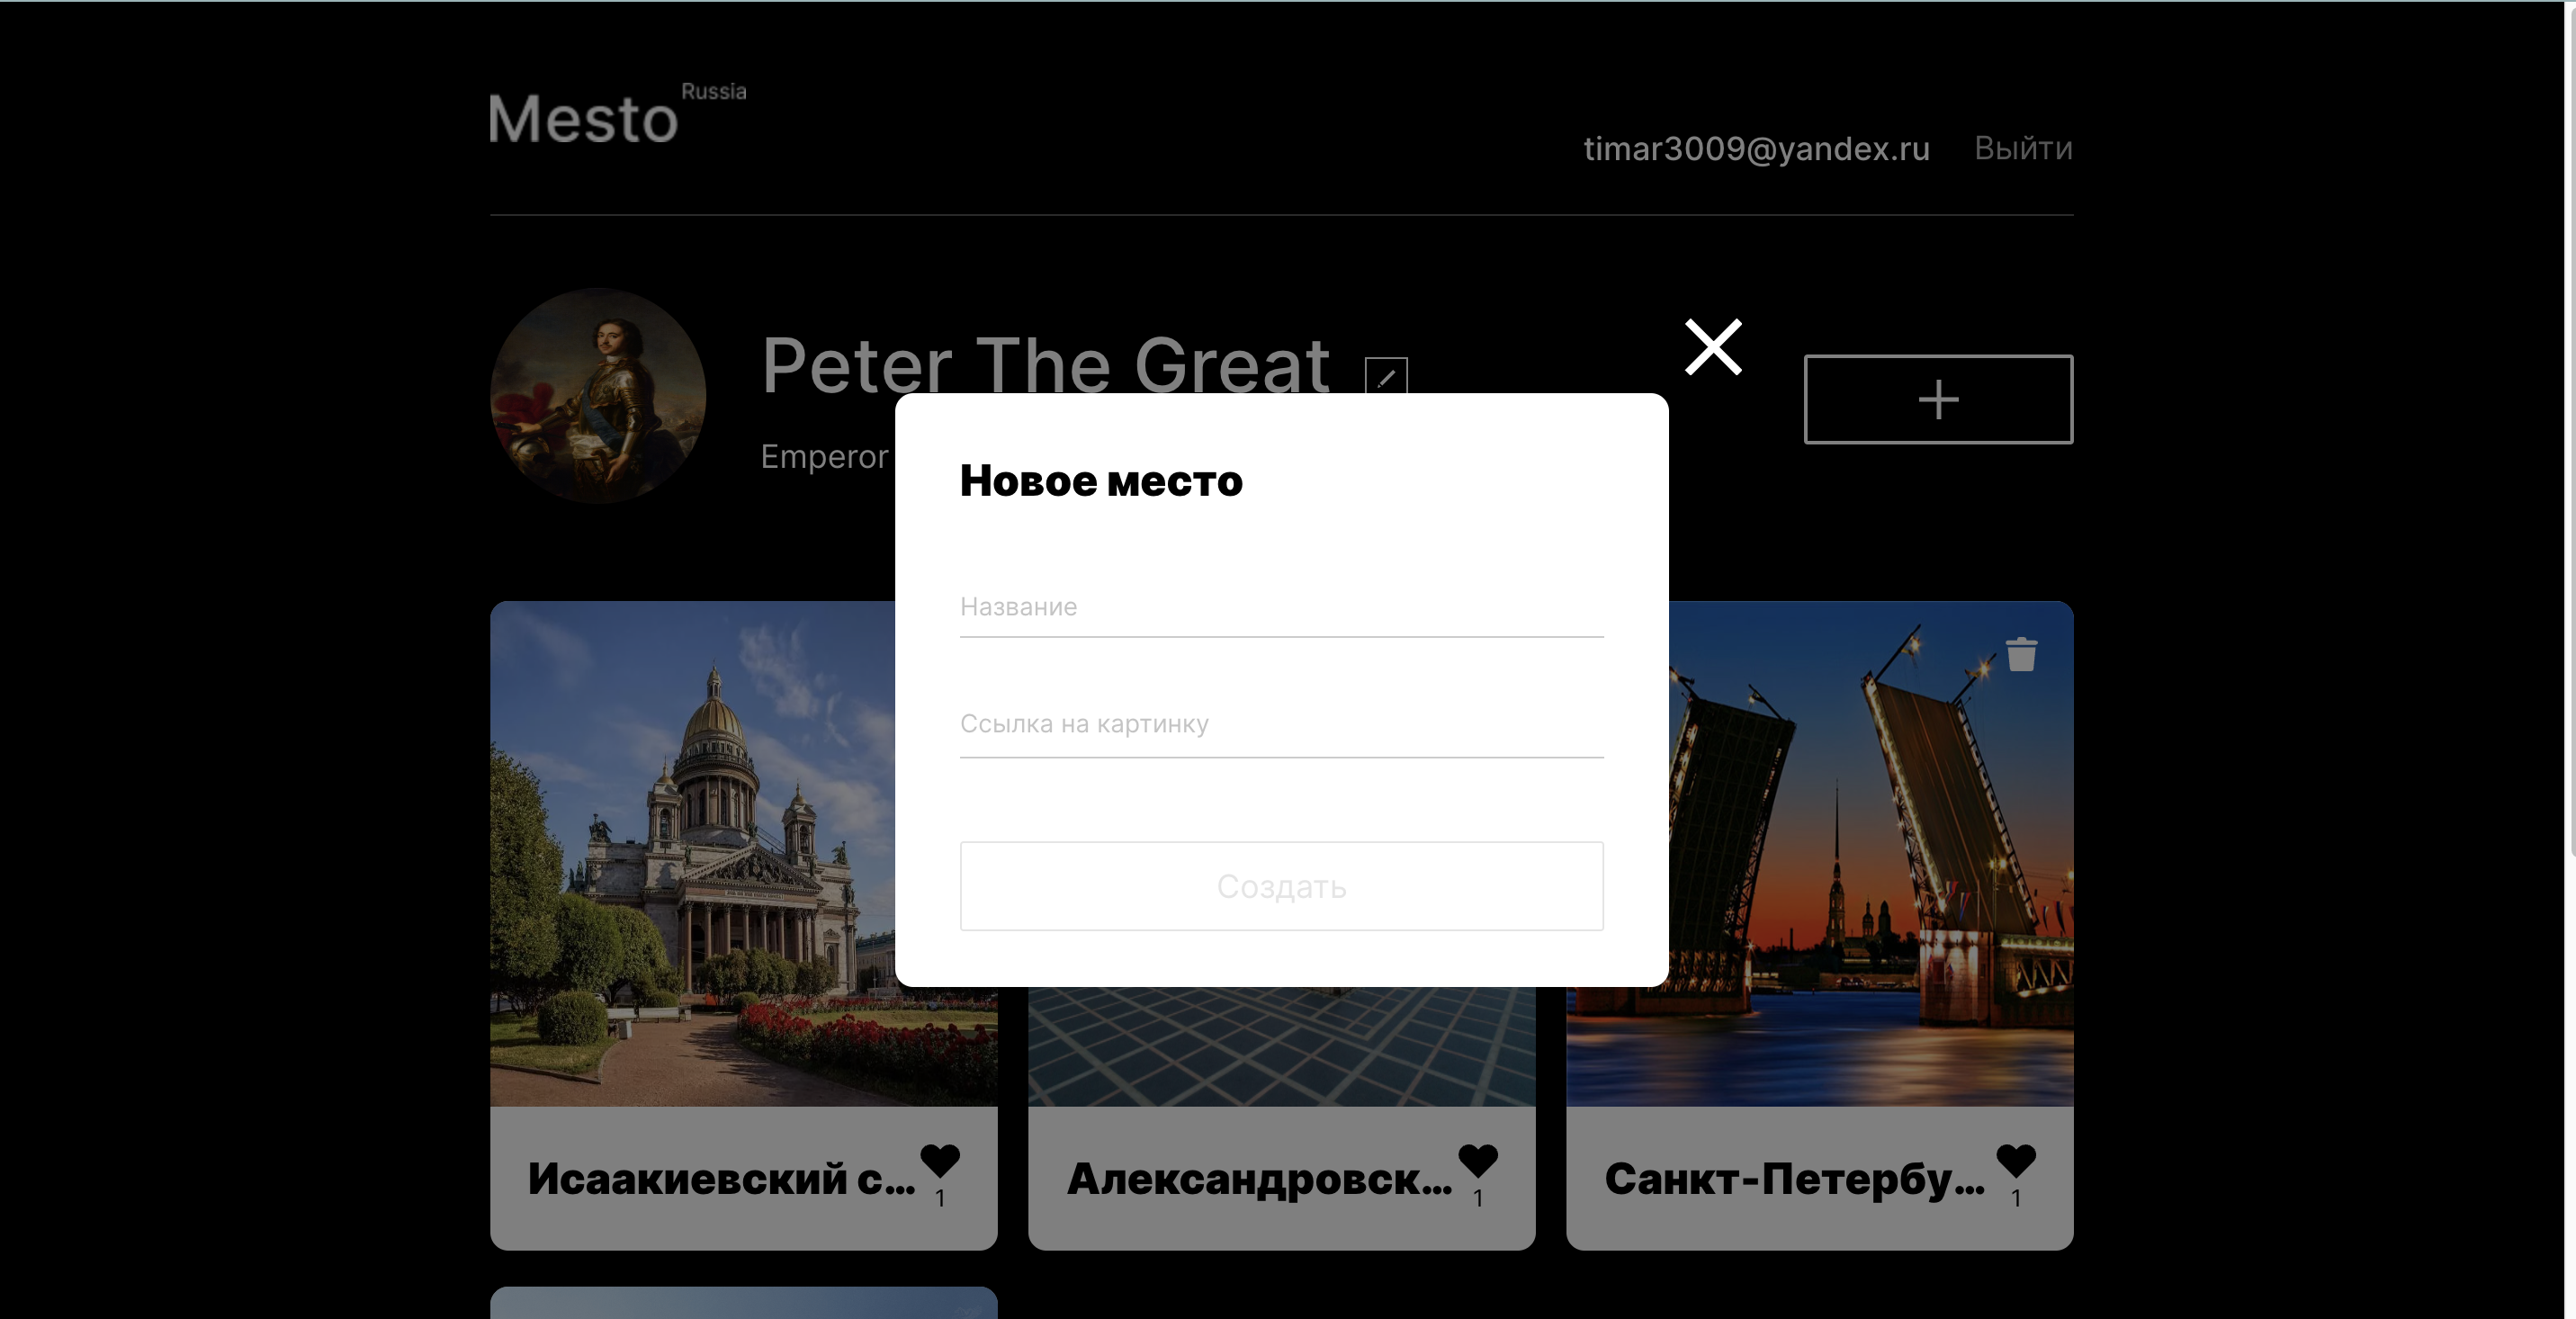 Mesto Russia
timar3009@yandex.ru Выйти
Peter The Great
Emperor
Новое место
Название
Ссылка на картинку
Создать
Исаакиевский с...
1
Александровск...
1
Санкт-Петербу...
1